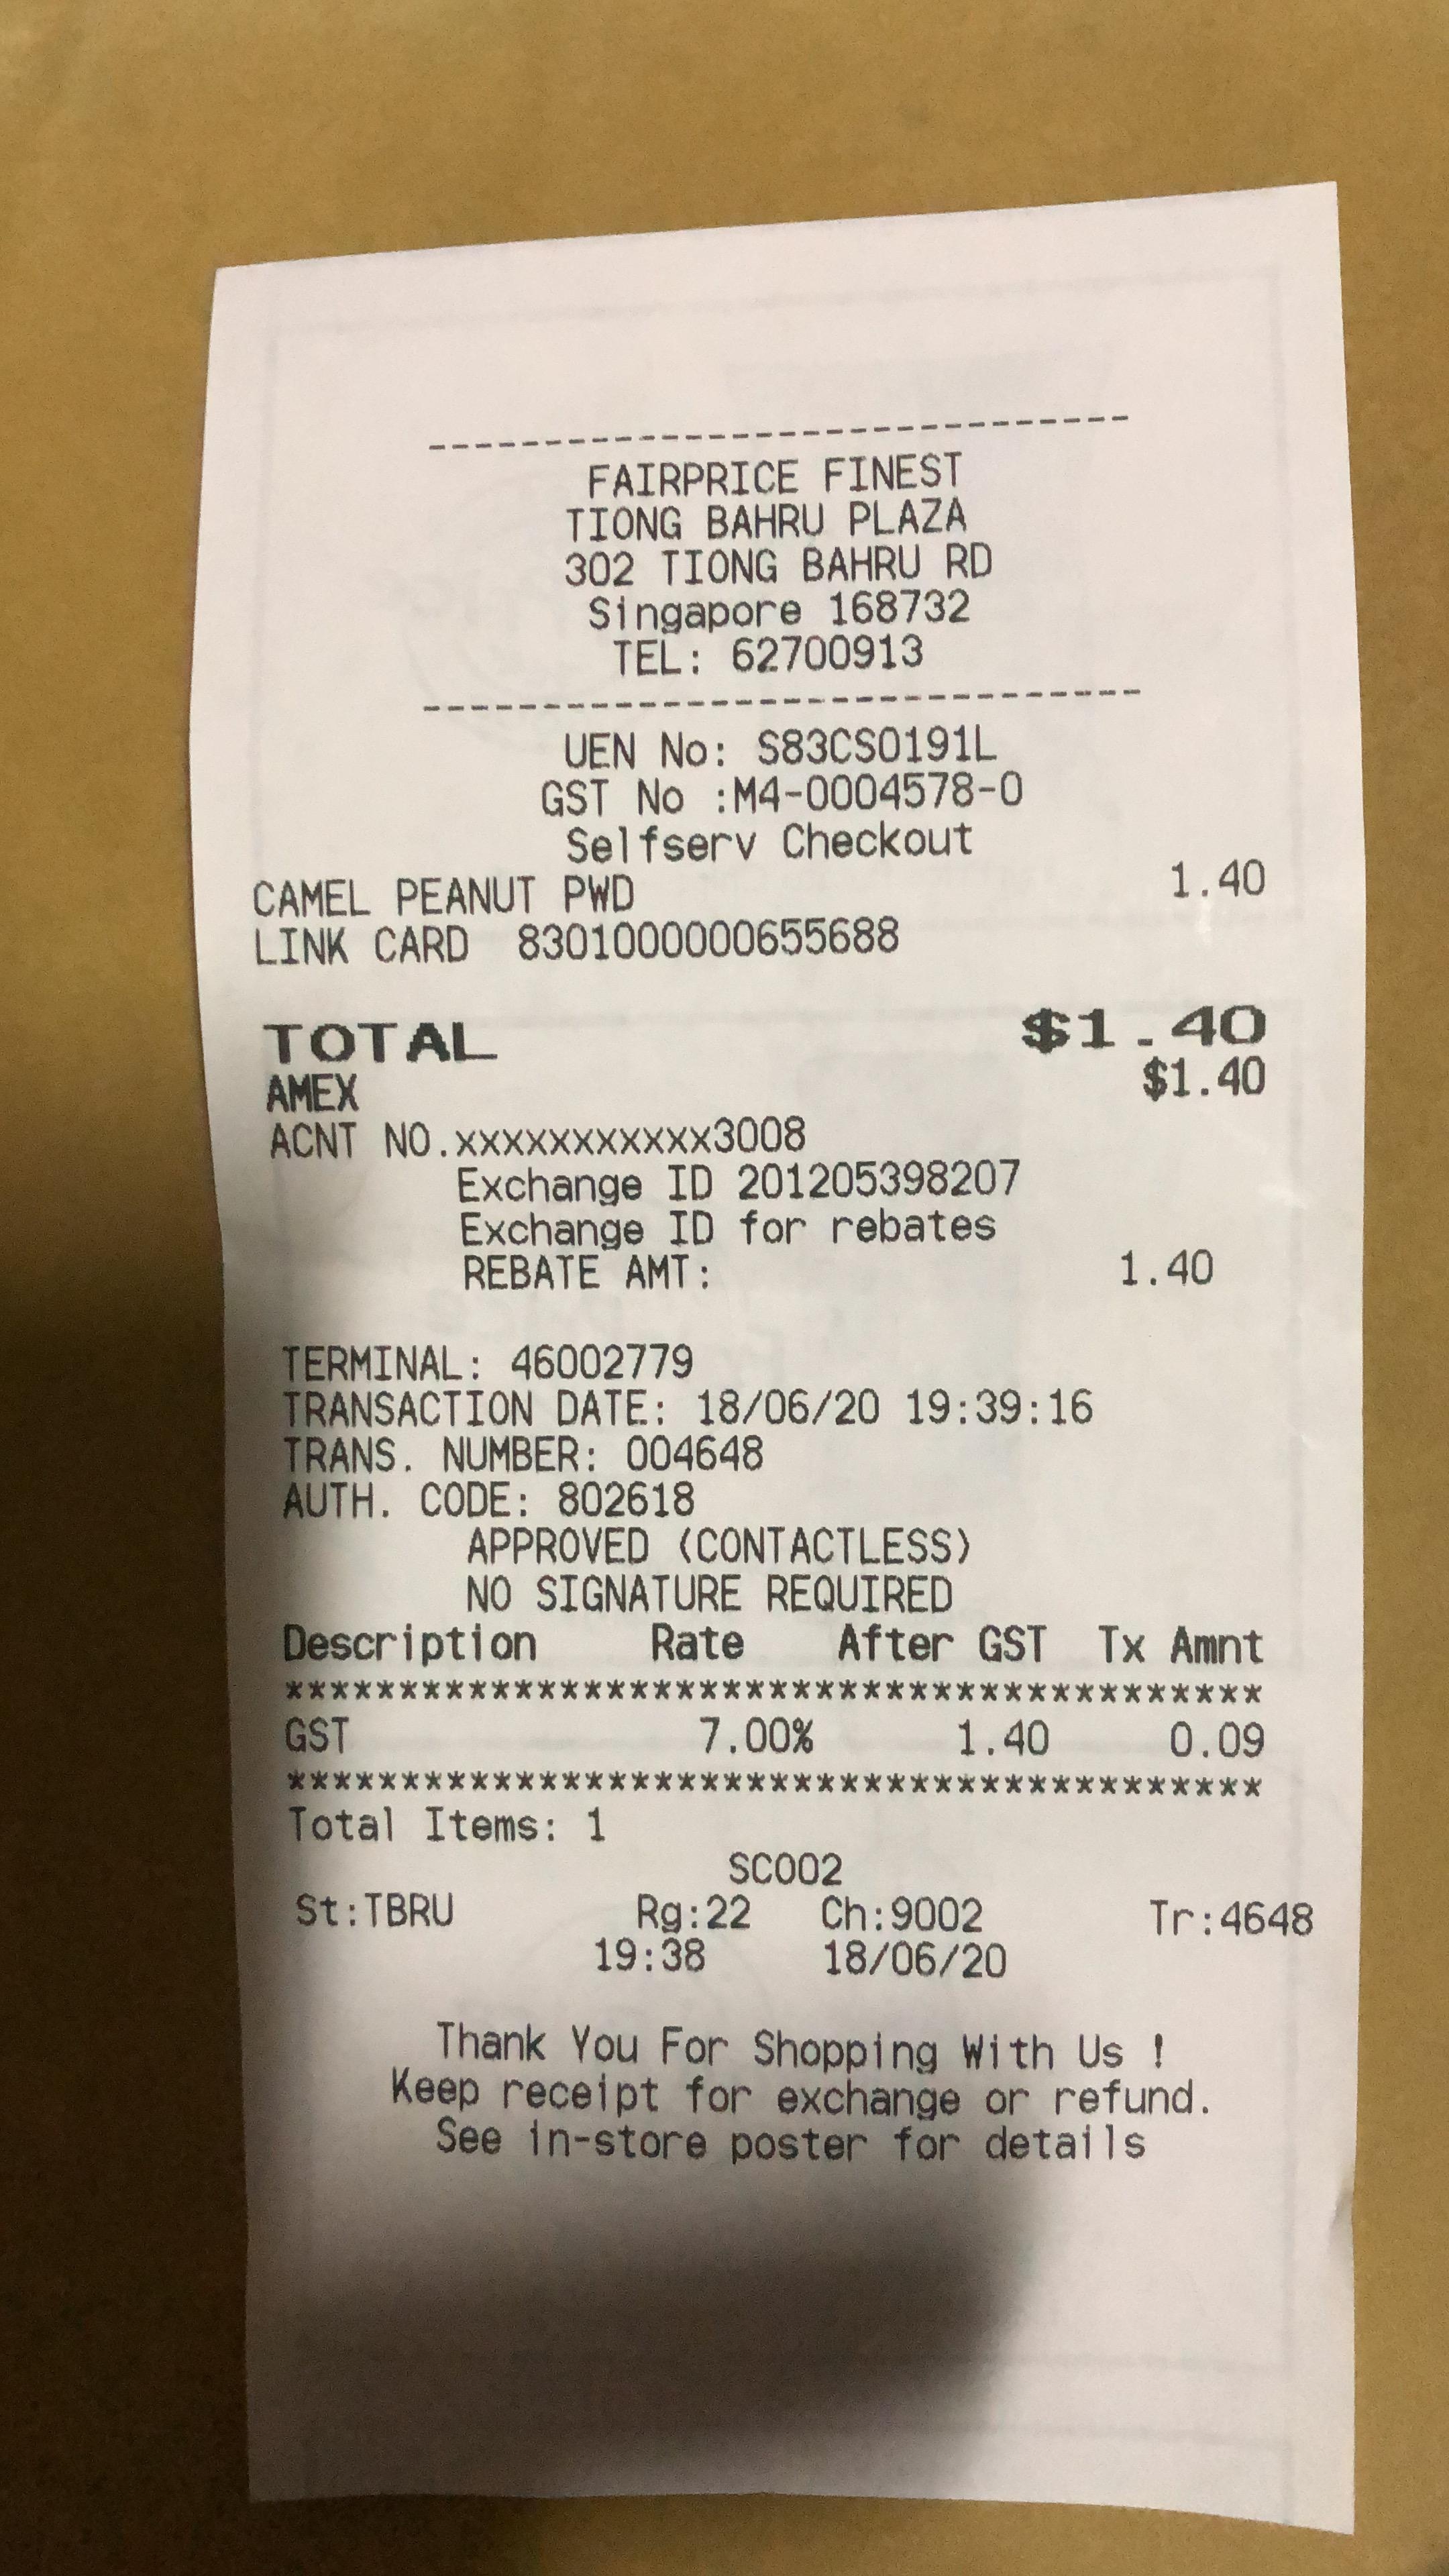 ------------------------------
FAIRPRICE FINEST
TIONG BAHRU PLAZA
302 TIONG BAHRU RD
Singapore 168732
TEL: 62700913
------------------------------
UEN No: S83CS0191L
GST No :M4-0004578-0
Selfserv Checkout
CAMEL PEANUT PWD 1.40
LINK CARD 8301000000655688
TOTAL $1.40
AMEX $1.40
ACNT NO.xxxxxxxxxxx3008
Exchange ID 201205398207
Exchange ID for rebates
REBATE AMT: 1.40
TERMINAL: 46002779
TRANSACTION DATE: 18/06/20 19:39:16
TRANS. NUMBER: 004648
AUTH. CODE: 802618
APPROVED (CONTACTLESS)
NO SIGNATURE REQUIRED
Description Rate After GST Tx Amnt
******************************************
GST 7.00% 1.40 0.09
******************************************
Total Items: 1
SC002
St:TBRU Rg:22 Ch:9002 Tr:4648
19:38 18/06/20
Thank You For Shopping With Us !
Keep receipt for exchange or refund.
See in-store poster for details